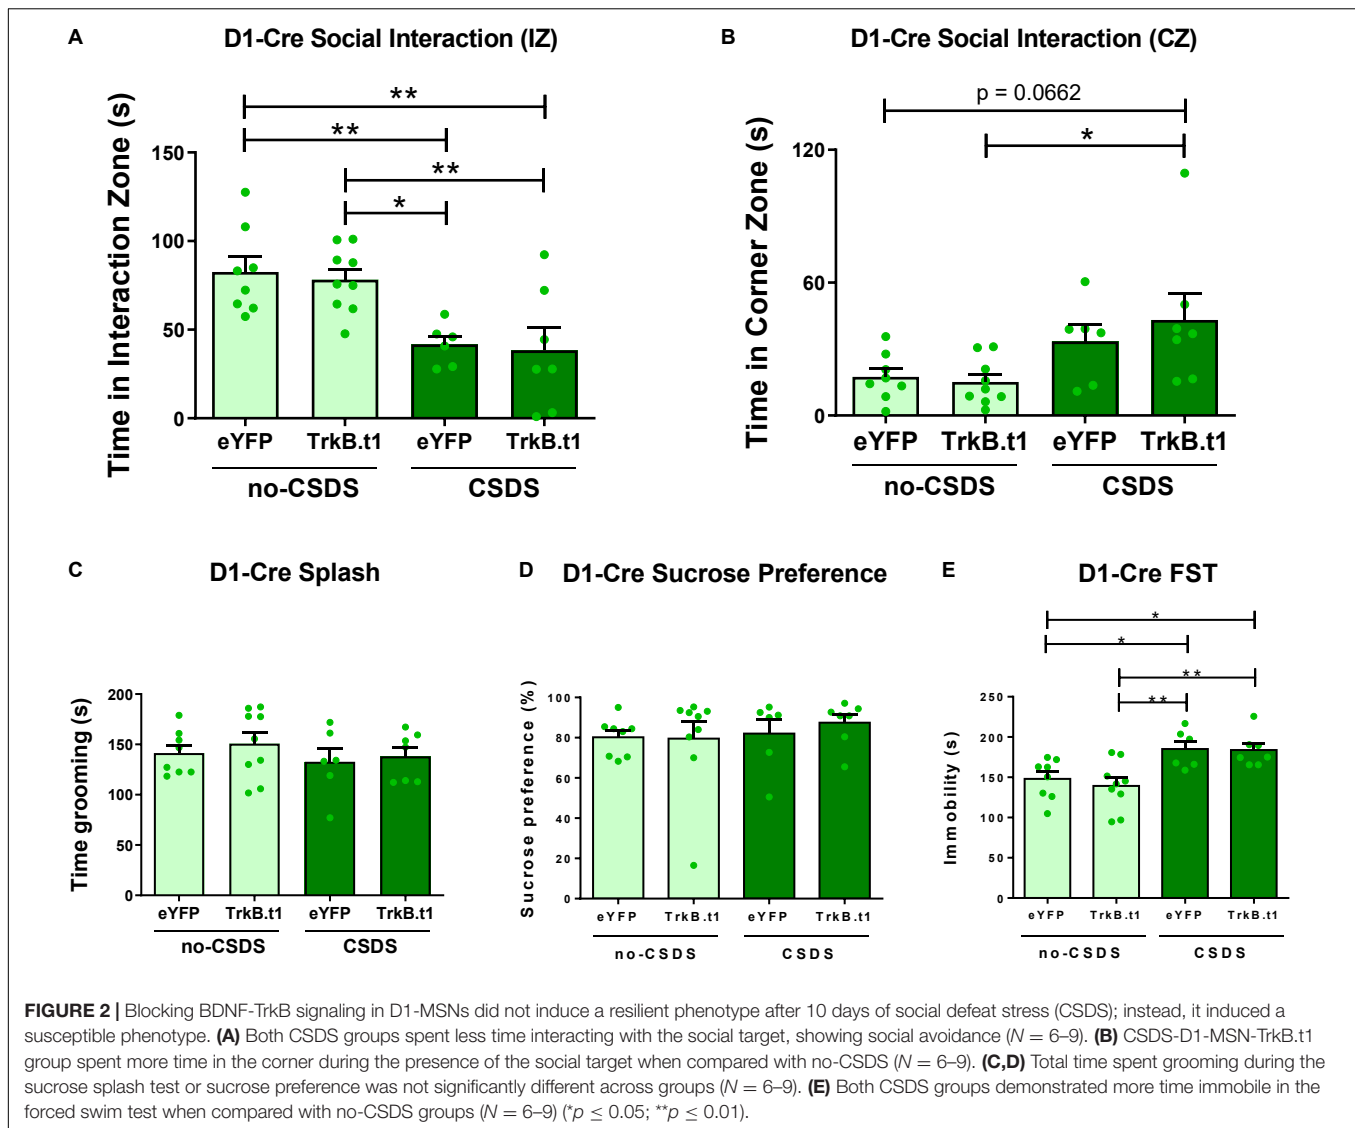 A
D1-Cre Social Interaction (IZ)
Time in Interaction Zone (s)
150
100
50
0
**
**
**
*
eYFP TrkB.t1 eYFP TrkB.t1
no-CSDS CSDS
B
D1-Cre Social Interaction (CZ)
Time in Corner Zone (s)
120
60
0
p = 0.0662
*
eYFP TrkB.t1 eYFP TrkB.t1
no-CSDS CSDS
C
D1-Cre Splash
Time grooming (s)
200
150
100
50
0
eYFP TrkB.t1 eYFP TrkB.t1
no-CSDS CSDS
D
D1-Cre Sucrose Preference
Sucrose preference (%)
100
80
60
40
20
0
eYFP TrkB.t1 eYFP TrkB.t1
no-CSDS CSDS
E
D1-Cre FST
Immobility (s)
250
200
150
100
50
0
*
*
**
**
eYFP TrkB.t1 eYFP TrkB.t1
no-CSDS CSDS
FIGURE 2 | Blocking BDNF-TrkB signaling in D1-MSNs did not induce a resilient phenotype after 10 days of social defeat stress (CSDS); instead, it induced a
susceptible phenotype. (A) Both CSDS groups spent less time interacting with the social target, showing social avoidance (N = 6–9). (B) CSDS-D1-MSN-TrkB.t1
group spent more time in the corner during the presence of the social target when compared with no-CSDS (N = 6–9). (C,D) Total time spent grooming during the
sucrose splash test or sucrose preference was not significantly different across groups (N = 6–9). (E) Both CSDS groups demonstrated more time immobile in the
forced swim test when compared with no-CSDS groups (N = 6–9) (*p ≤ 0.05; **p ≤ 0.01).